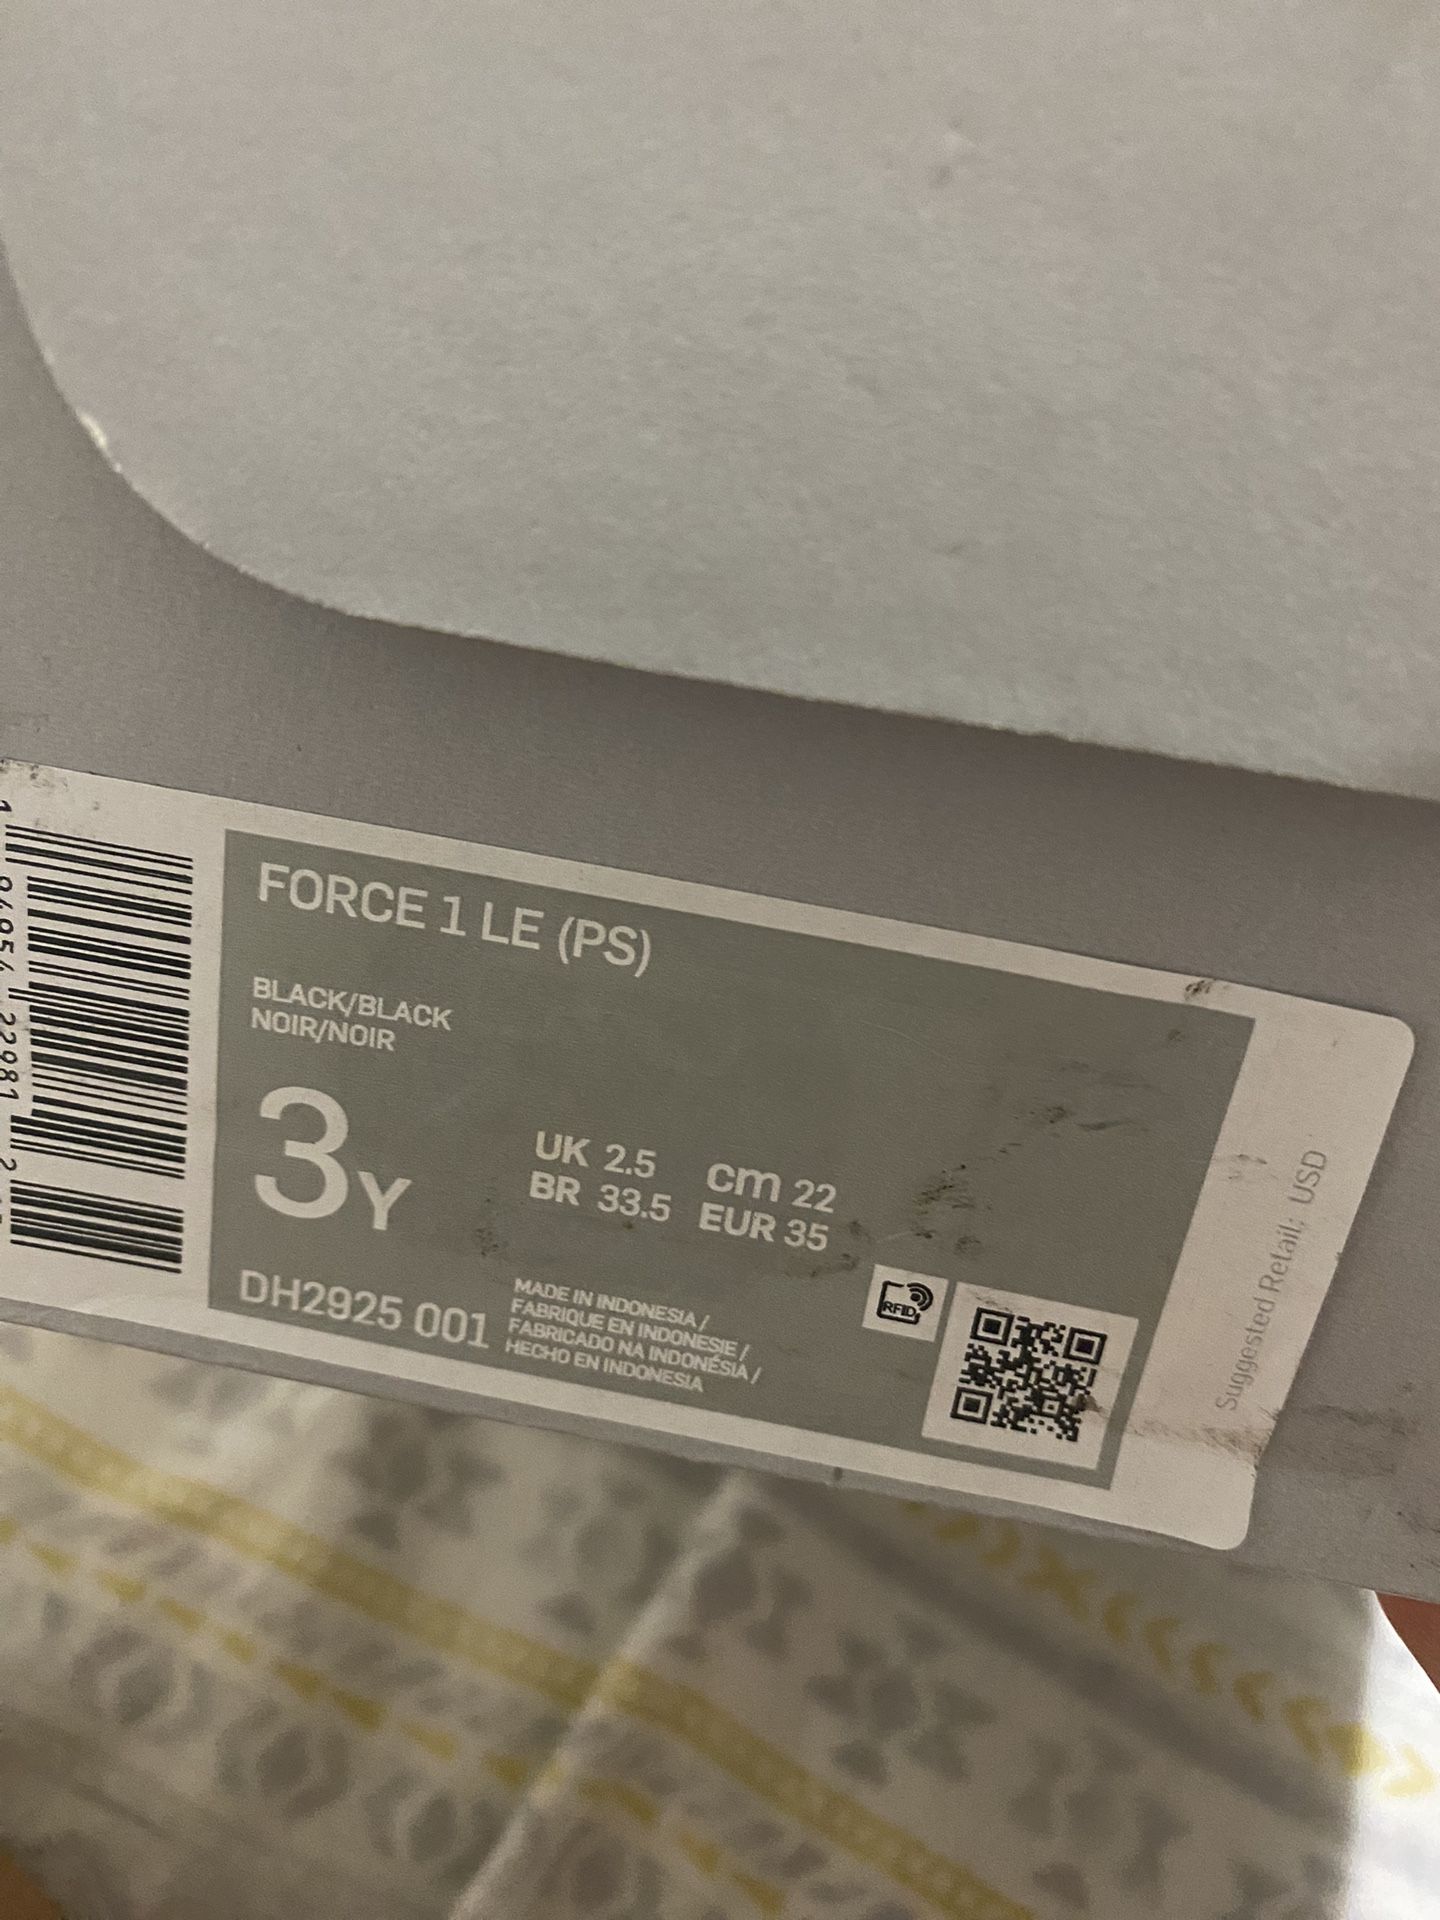 FORCE 1 LE (PS)
BLACK/BLACK
NOIR/NOIR
3Y
UK 2.5 cm 22
BR 33.5 EUR 35
DH2925 001
MADE IN INDONESIA /
FABRIQUE EN INDONESIE /
FABRICADO NA INDONÉSIA /
HECHO EN INDONESIA
RFID
Suggested Retail: USD